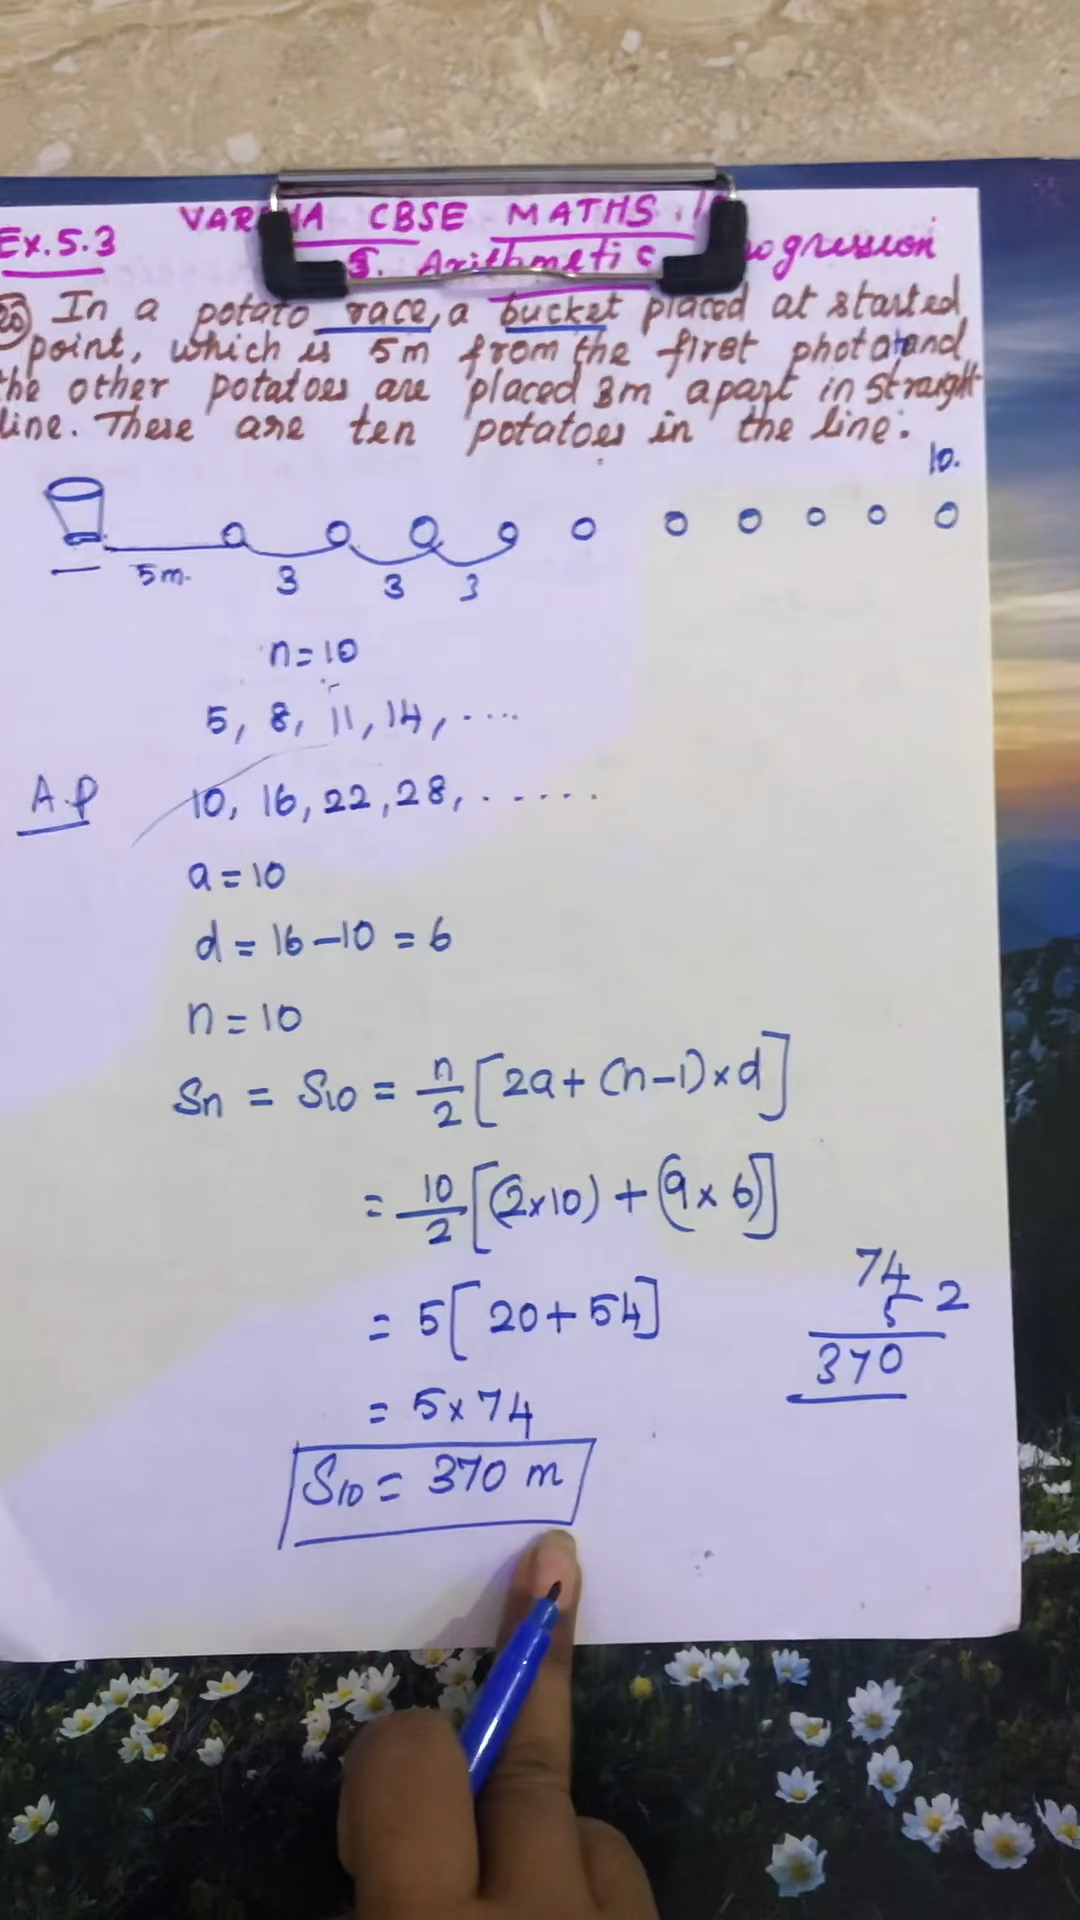 CBSE MATHS
Ex.5.3
5. Arithmetic
20) In a potato race, a bucket placed at started
point, which is 5m from the first photato and
the other potatoes are placed 3m apart in straight
line. These are ten potatoes in the line.
10.
5m.
3 3 3
n=10
5, 8, 11, 14, ....
A.P 10, 16, 22, 28, ......
a = 10
d = 16 - 10 = 6
n = 10
Sn = S10 = n/2 [2a + (n-1) x d]
= 10/2 [(2x10) + (9 x 6)]
= 5 [20 + 54]
= 5 x 74
S10 = 370 m
74
5 2
370